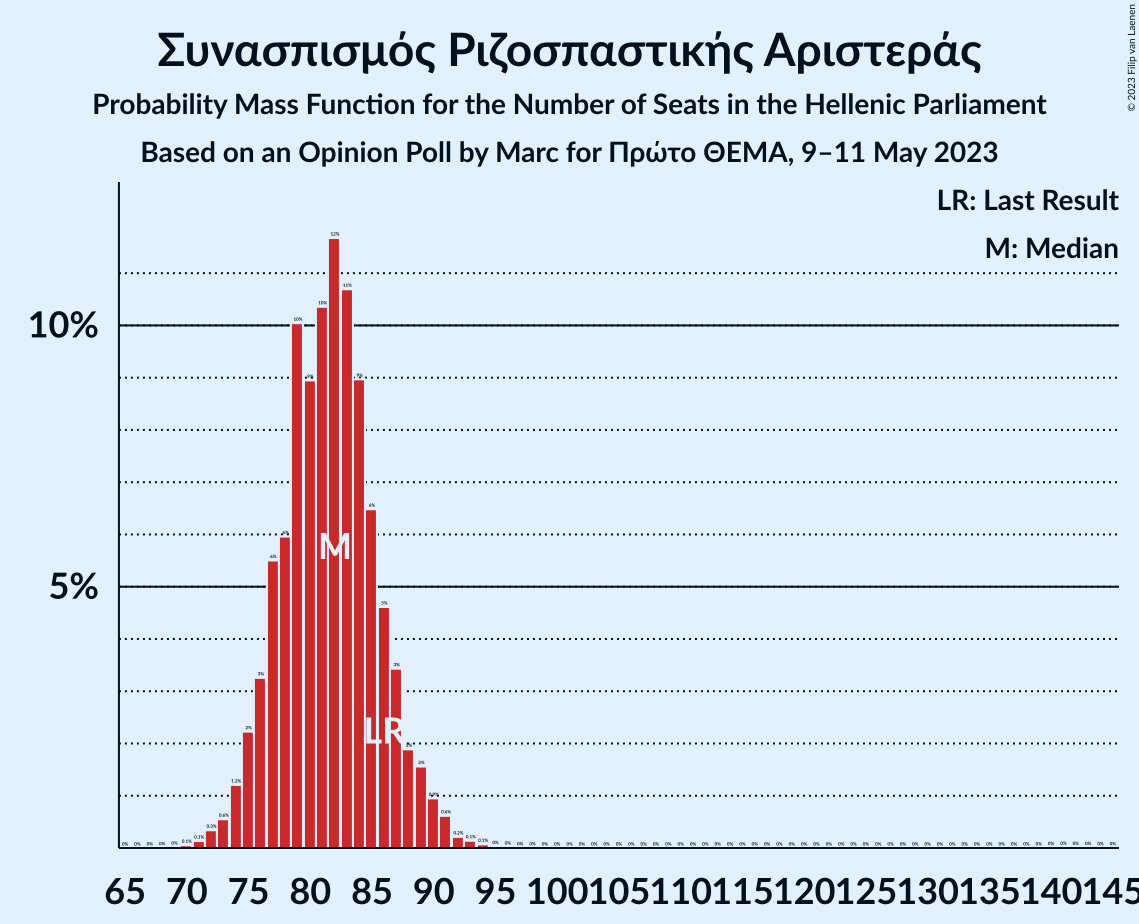 Συνασπισμός Ριζοσπαστικής Αριστεράς
Probability Mass Function for the Number of Seats in the Hellenic Parliament
Based on an Opinion Poll by Marc for Πρώτο ΘΕΜΑ, 9–11 May 2023
© 2023 Filip van Laenen
LR: Last Result
M: Median
10%
5%
M
LR
65 70 75 80 85 90 95 100 105 110 115 120 125 130 135 140 145